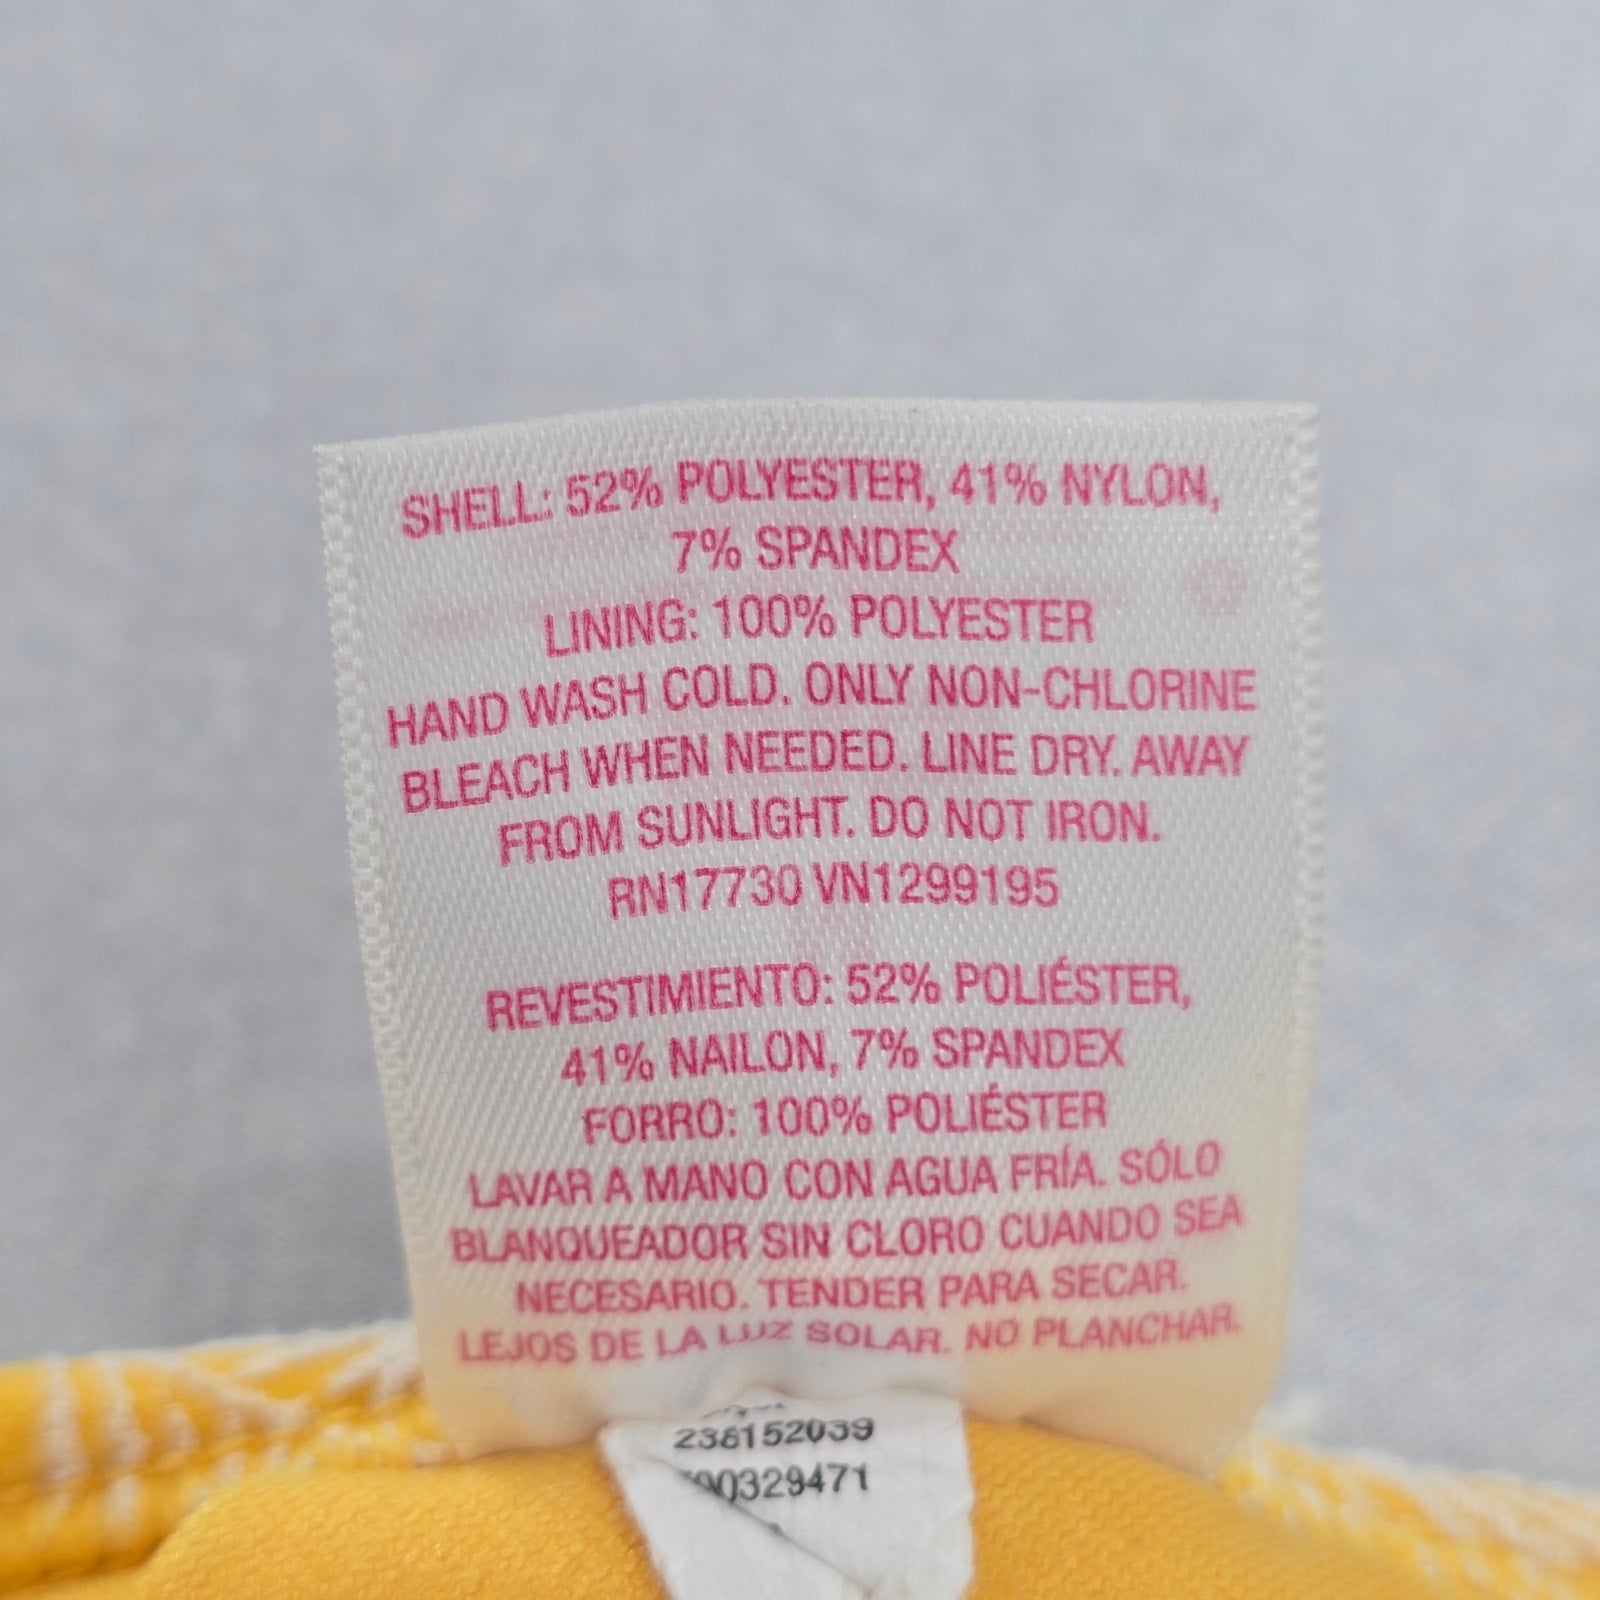 SHELL: 52% POLYESTER, 41% NYLON,
7% SPANDEX
LINING: 100% POLYESTER
HAND WASH COLD. ONLY NON-CHLORINE
BLEACH WHEN NEEDED. LINE DRY. AWAY
FROM SUNLIGHT. DO NOT IRON.
RN17730 VN1299195
REVESTIMIENTO: 52% POLIÉSTER,
41% NAILON, 7% SPANDEX
FORRO: 100% POLIÉSTER
LAVAR A MANO CON AGUA FRÍA. SÓLO
BLANQUEADOR SIN CLORO CUANDO SEA
NECESARIO. TENDER PARA SECAR.
LEJOS DE LA LUZ SOLAR. NO PLANCHAR.
238152039
00329471